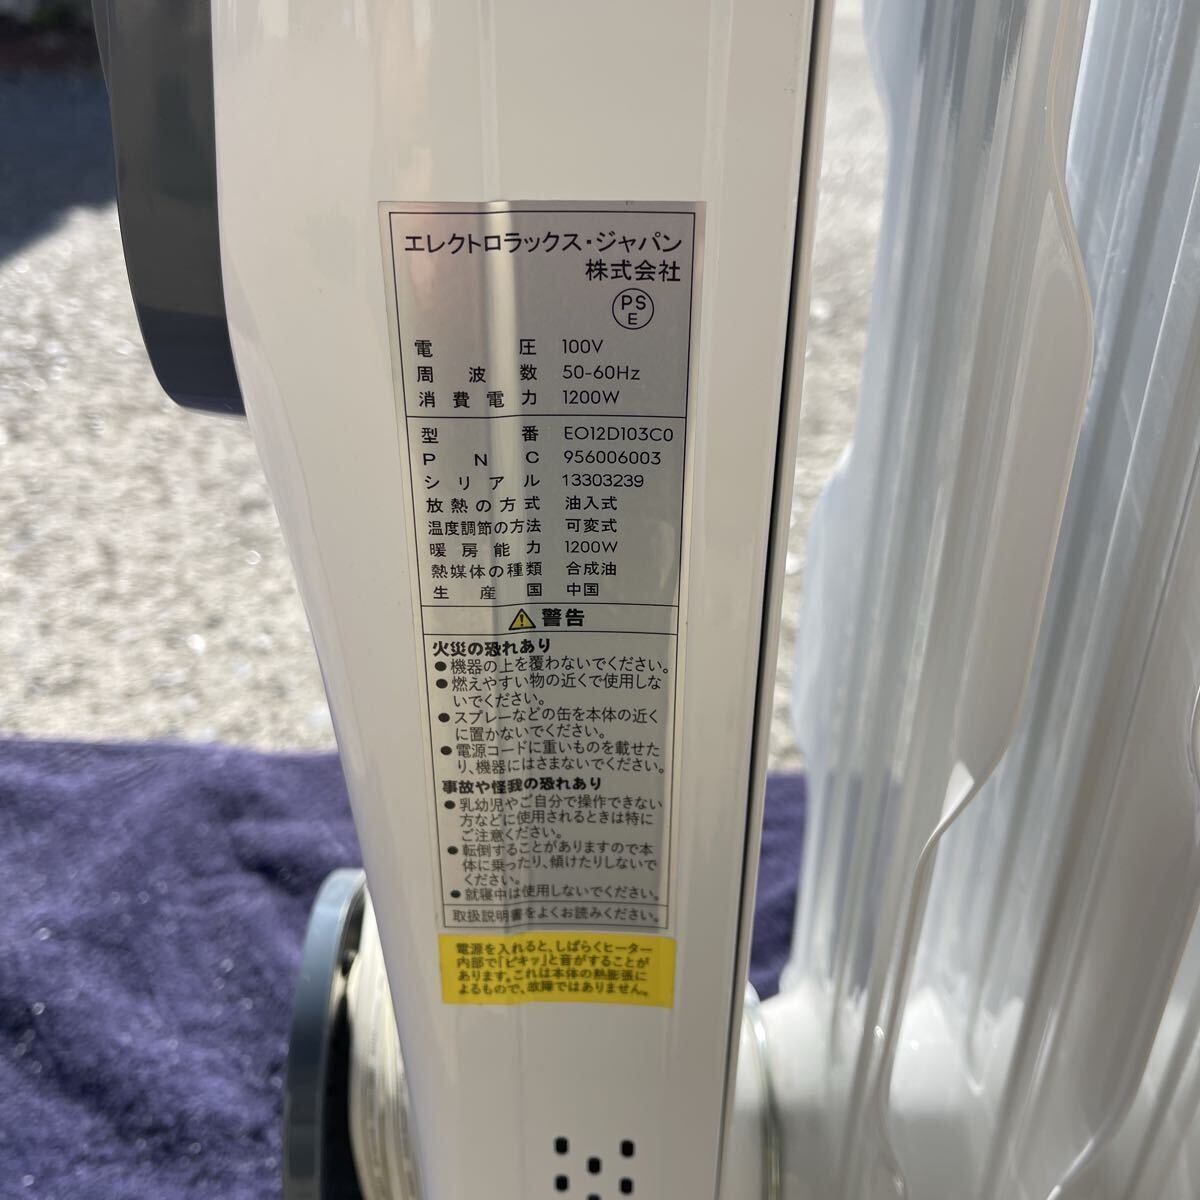 エレクトロラックス・ジャパン
株式会社
PS
E
電圧 100V
周波数 50-60Hz
消費電力 1200W
型番 EO12D103C0
PNC 956006003
シリアル 13303239
放熱の方式 油入式
温度調節の方法 可変式
暖房能力 1200W
熱媒体の種類 合成油
生産国 中国
警告
火災の恐れあり
●機器の上を覆わないでください。
●燃えやすい物の近くで使用しな
いでください。
●スプレーなどの缶を本体の近く
に置かないでください。
●電源コードに重いものを載せた
り、機器にはさまないでください。
事故や怪我の恐れあり
●乳幼児やご自分で操作できない
方などに使用されるときは特に
ご注意ください。
●転倒することがありますので本
体に乗ったり、傾けたりしないで
ください。
●就寝中は使用しないでください。
取扱説明書をよくお読みください。
電源を入れると、しばらくヒーター
内部で「ピキッ」と音がすることが
あります。これは本体の熱膨張に
よるもので、故障ではありません。